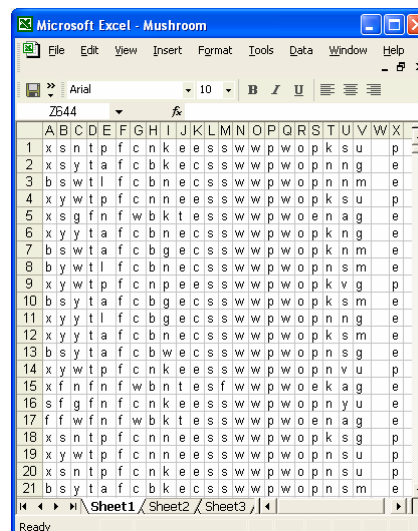 Microsoft Excel - Mushroom
File Edit View Insert Format Tools Data Window Help
Arial 10 B I U
Z644 fx
A B C D E F G H I J K L M N O P Q R S T U V W X
1 x s n t p f c n k e e s s w w p w o p k s u p
2 x s y t a f c b k e c s s w w p w o p n n g e
3 b s w t l f c b n e c s s w w p w o p n n m e
4 x y w t p f c n n e e s s w w p w o p k s u p
5 x s g f n f w b k t e s s w w p w o e n a g e
6 x y y t a f c b n e c s s w w p w o p k n g e
7 b s w t a f c b g e c s s w w p w o p k n m e
8 b y w t l f c b n e c s s w w p w o p n s m e
9 x y w t p f c n p e e s s w w p w o p k v g p
10 b s y t a f c b g e c s s w w p w o p k s m e
11 x y y t l f c b g e c s s w w p w o p n n g e
12 x y y t a f c b n e c s s w w p w o p k s m e
13 b s y t a f c b w e c s s w w p w o p n s g e
14 x y w t p f c n k e e s s w w p w o p n v u p
15 x f n f n f w b n t e s f w w p w o e k a g e
16 s f g f n f c n k e e s s w w p w o p n y u e
17 f f w f n f w b k t e s s w w p w o e n a g e
18 x s n t p f c n n e e s s w w p w o p k s g p
19 x y w t p f c n n e e s s w w p w o p n s u p
20 x s n t p f c n k e e s s w w p w o p n s u p
21 b s y t a f c b k e c s s w w p w o p n s m e
Sheet1 Sheet2 Sheet3
Ready